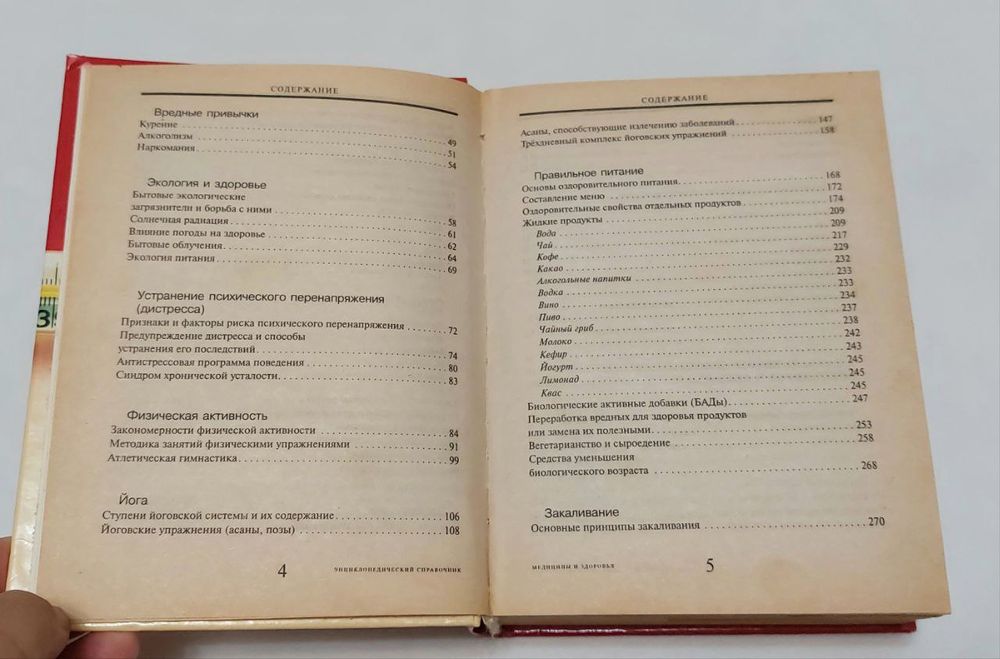 СОДЕРЖАНИЕ
Вредные привычки
Курение 49
Алкоголизм 51
Наркомания 54
Экология и здоровье
Бытовые экологические
загрязнители и борьба с ними 58
Солнечная радиация 61
Влияние погоды на здоровье 62
Бытовые облучения 64
Экология питания 69
Устранение психического перенапряжения
(дистресса)
Признаки и факторы риска психического перенапряжения 72
Предупреждение дистресса и способы
устранения его последствий 74
Антистрессовая программа поведения 80
Синдром хронической усталости 83
Физическая активность
Закономерности физической активности 84
Методика занятий физическими упражнениями 91
Атлетическая гимнастика 99
Йога
Ступени йоговской системы и их содержание 106
Йоговские упражнения (асаны, позы) 108
4 ЭНЦИКЛОПЕДИЧЕСКИЙ СПРАВОЧНИК
СОДЕРЖАНИЕ
Асаны, способствующие излечению заболеваний 147
Трёхдневный комплекс йоговских упражнений 158
Правильное питание
Основы оздоровительного питания 168
Составление меню 172
Оздоровительные свойства отдельных продуктов 174
Жидкие продукты 209
Вода 209
Чай 217
Кофе 229
Какао 232
Алкогольные напитки 233
Водка 233
Вино 234
Пиво 237
Чайный гриб 238
Молоко 242
Кефир 243
Йогурт 245
Лимонад 245
Квас 245
Биологические активные добавки (БАДы) 247
Переработка вредных для здоровья продуктов
или замена их полезными 253
Вегетарианство и сыроедение 258
Средства уменьшения
биологического возраста 268
Закаливание
Основные принципы закаливания 270
МЕДИЦИНЫ И ЗДОРОВЬЯ 5